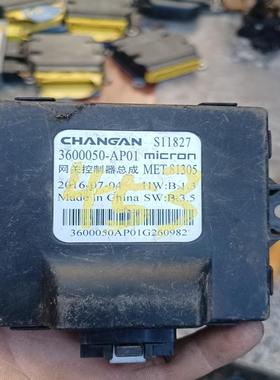 CHANGAN S11827
3600050-AP01 micron
网关控制器总成 MET S1305
2016-07-04 HW:B.1.3
Made in China SW:B.3.5
3600050AP01G260982